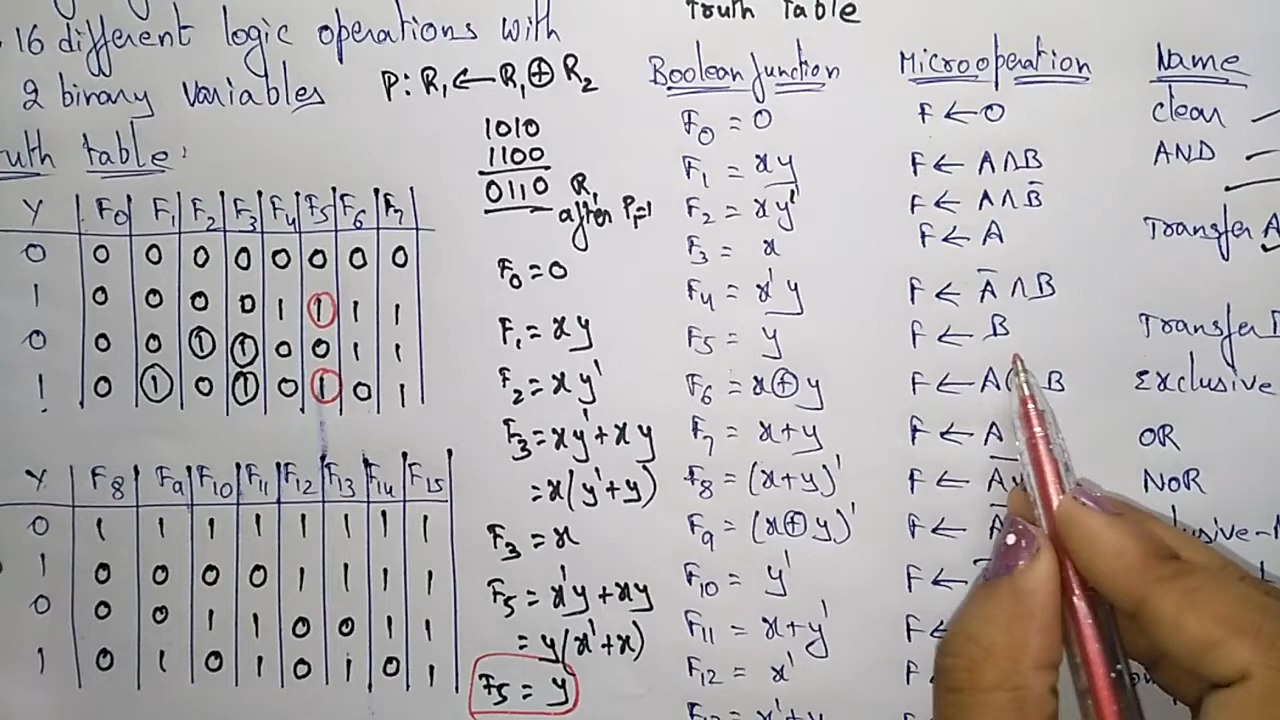 16 different logic operations with
2 binary variables
P: R₁ ← R₁ ⊕ R₂
1010
1100
0110 R₁
after P=1
uth table:
Y F₀ F₁ F₂ F₃ F₄ F₅ F₆ F₇
0 0 0 0 0 0 0 0 0
1 0 0 0 0 1 1 1 1
0 0 0 1 1 0 0 1 1
1 0 1 0 1 0 1 0 1
Y F8 F9 F10 F11 F12 F13 F14 F15
0 1 1 1 1 1 1 1 1
1 0 0 0 0 1 1 1 1
0 0 0 1 1 0 0 1 1
1 0 1 0 1 0 1 0 1
F₀ = 0
F₁ = xy
F₂ = xy'
F₃ = xy' + xy
= x(y'+y)
F₃ = x
F₅ = x'y + xy
= y(x'+x)
F₅ = y
Truth Table
Boolean function Microoperation Name
F₀ = 0 F ← 0 clear
F₁ = xy F ← A∧B AND
F₂ = xy' F ← A∧B̄
F₃ = x F ← A Transfer A
F₄ = x'y F ← Ā∧B
F₅ = y F ← B Transfer
F₆ = x⊕y F ← A B Exclusive
F₇ = x+y F ← A OR
F8 = (x+y)' F ← NOR
F9 = (x⊕y)' F ←
F10 = y' F ←
F11 = x+y' F ←
F12 = x' F
x'+y